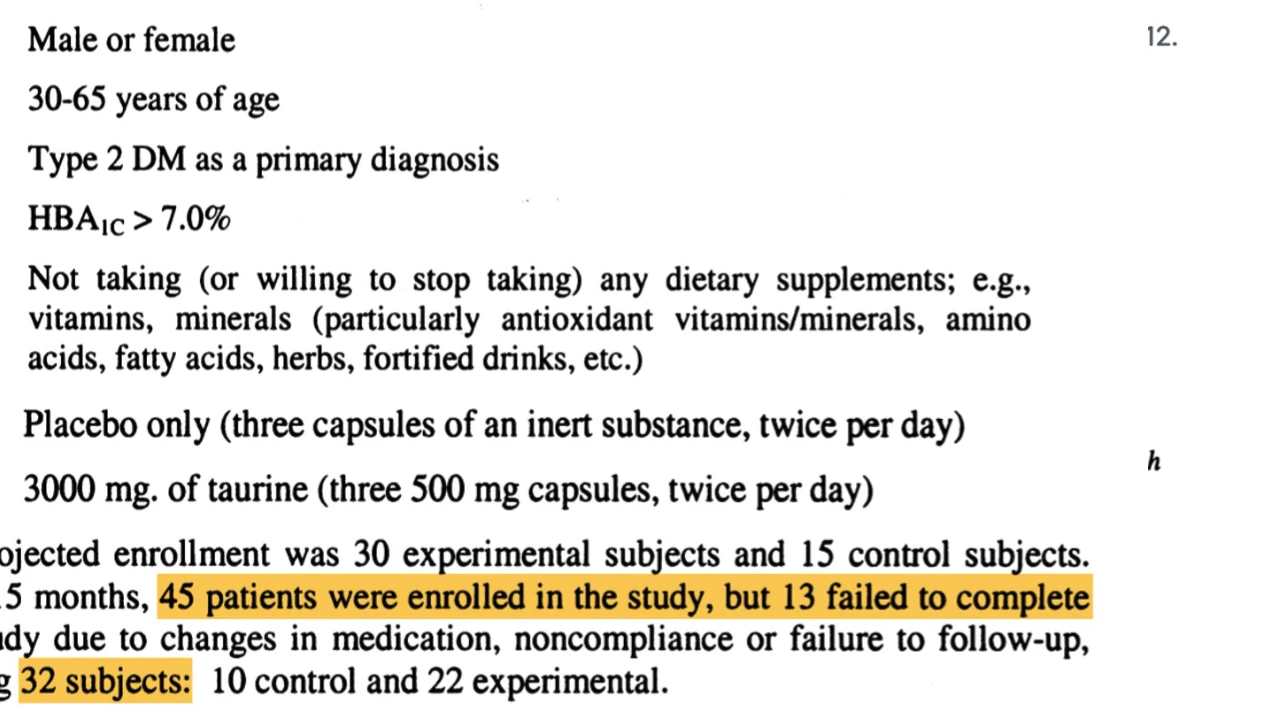 Male or female
12.
30-65 years of age
Type 2 DM as a primary diagnosis
HBA1C > 7.0%
Not taking (or willing to stop taking) any dietary supplements; e.g.,
vitamins, minerals (particularly antioxidant vitamins/minerals, amino
acids, fatty acids, herbs, fortified drinks, etc.)
Placebo only (three capsules of an inert substance, twice per day)
h
3000 mg. of taurine (three 500 mg capsules, twice per day)
ojected enrollment was 30 experimental subjects and 15 control subjects.
5 months, 45 patients were enrolled in the study, but 13 failed to complete
dy due to changes in medication, noncompliance or failure to follow-up,
g 32 subjects: 10 control and 22 experimental.